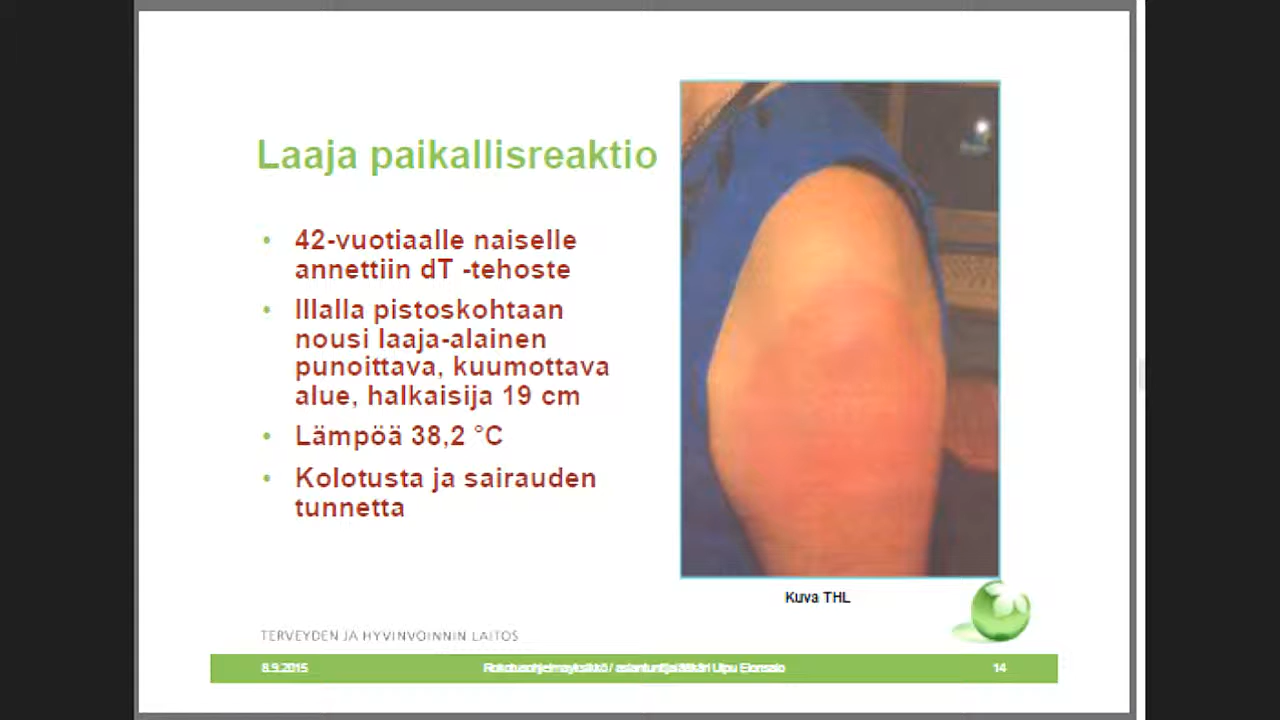 Laaja paikallisreaktio
• 42-vuotiaalle naiselle
annettiin dT -tehoste
• Illalla pistoskohtaan
nousi laaja-alainen
punoittava, kuumottava
alue, halkaisija 19 cm
• Lämpöä 38,2 °C
• Kolotusta ja sairauden
tunnetta
Kuva THL
TERVEYDEN JA HYVINVOINNIN LAITOS
8.9.2015
/
14